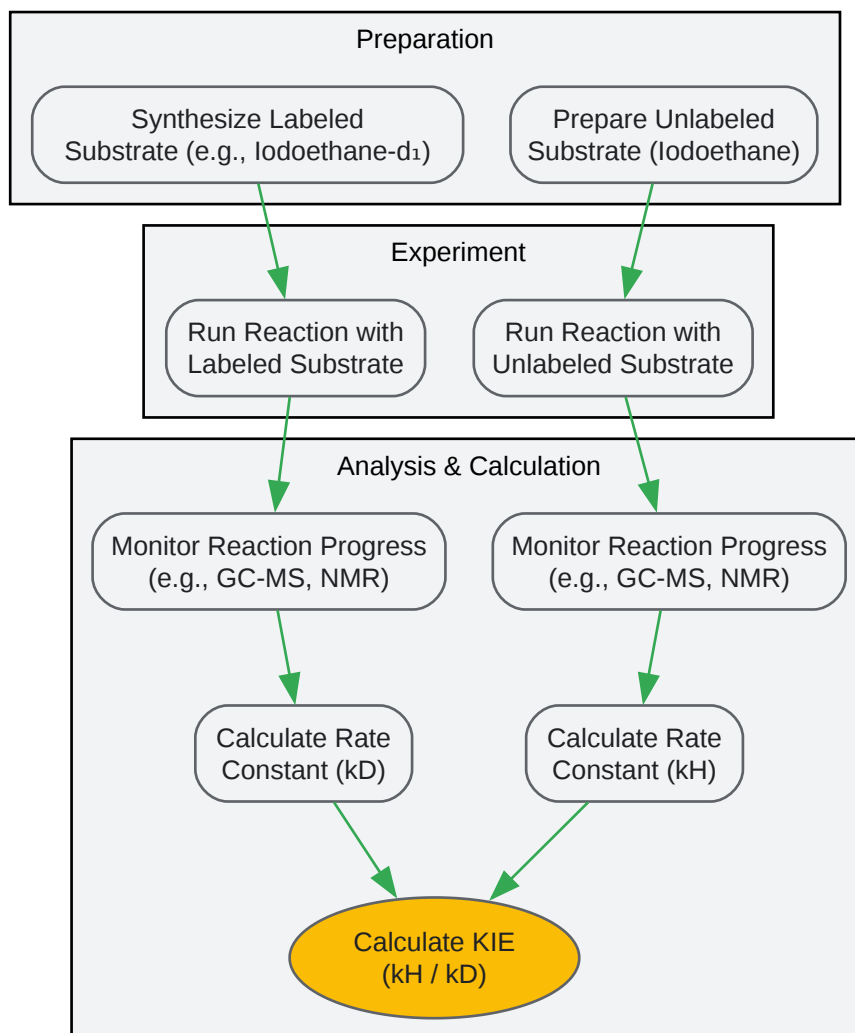 Preparation
Synthesize Labeled
Substrate (e.g., Iodoethane-d₁)
Prepare Unlabeled
Substrate (Iodoethane)
Experiment
Run Reaction with
Labeled Substrate
Run Reaction with
Unlabeled Substrate
Analysis & Calculation
Monitor Reaction Progress
(e.g., GC-MS, NMR)
Monitor Reaction Progress
(e.g., GC-MS, NMR)
Calculate Rate
Constant (kD)
Calculate Rate
Constant (kH)
Calculate KIE
(kH / kD)